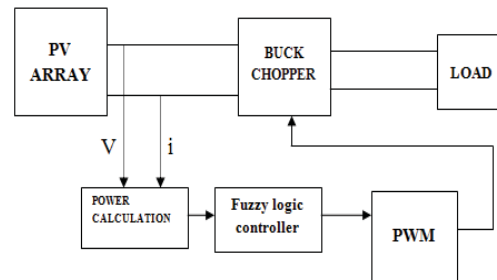 PV
ARRAY
BUCK
CHOPPER
LOAD
V
i
POWER
CALCULATION
Fuzzy logic
controller
PWM